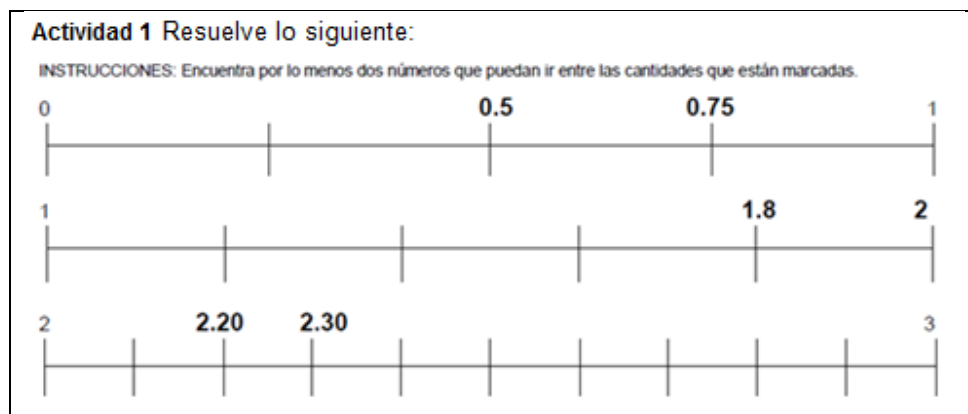 Actividad 1 Resuelve lo siguiente:
INSTRUCCIONES: Encuentra por lo menos dos números que puedan ir entre las cantidades que están marcadas.
0 0.5 0.75 1
1 1.8 2
2 2.20 2.30 3